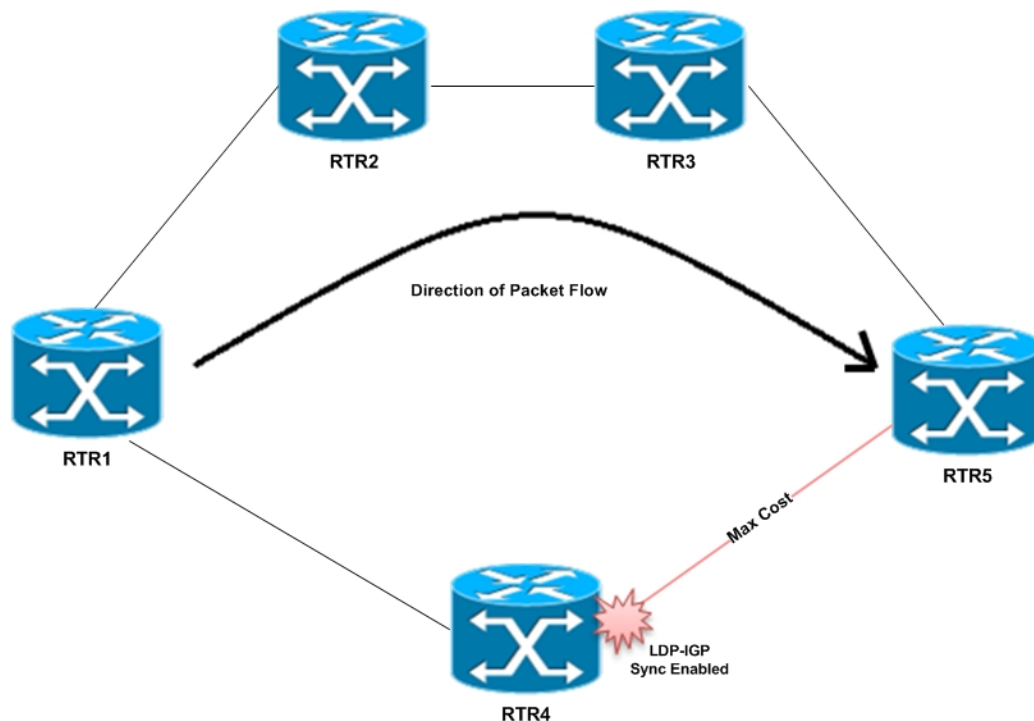 RTR2
RTR3
Direction of Packet Flow
RTR1
RTR5
Max Cost
LDP-IGP
Sync Enabled
RTR4